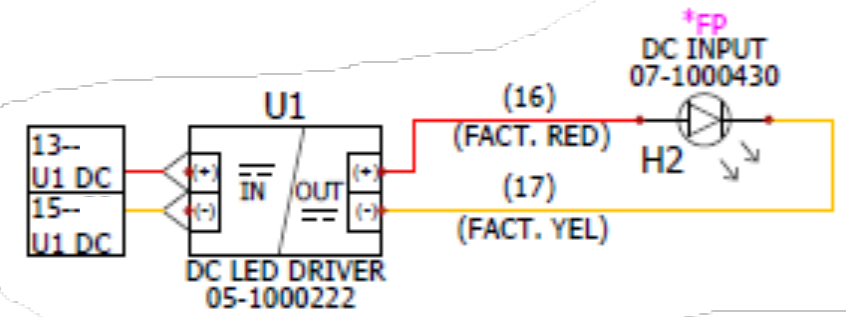 *FP
DC INPUT
07-1000430
(16)
U1
(FACT. RED)
13--
U1 DC
(+)
IN
(+)
H2
15--
U1 DC
(-)
OUT
(-)
(17)
(FACT. YEL)
DC LED DRIVER
05-1000222